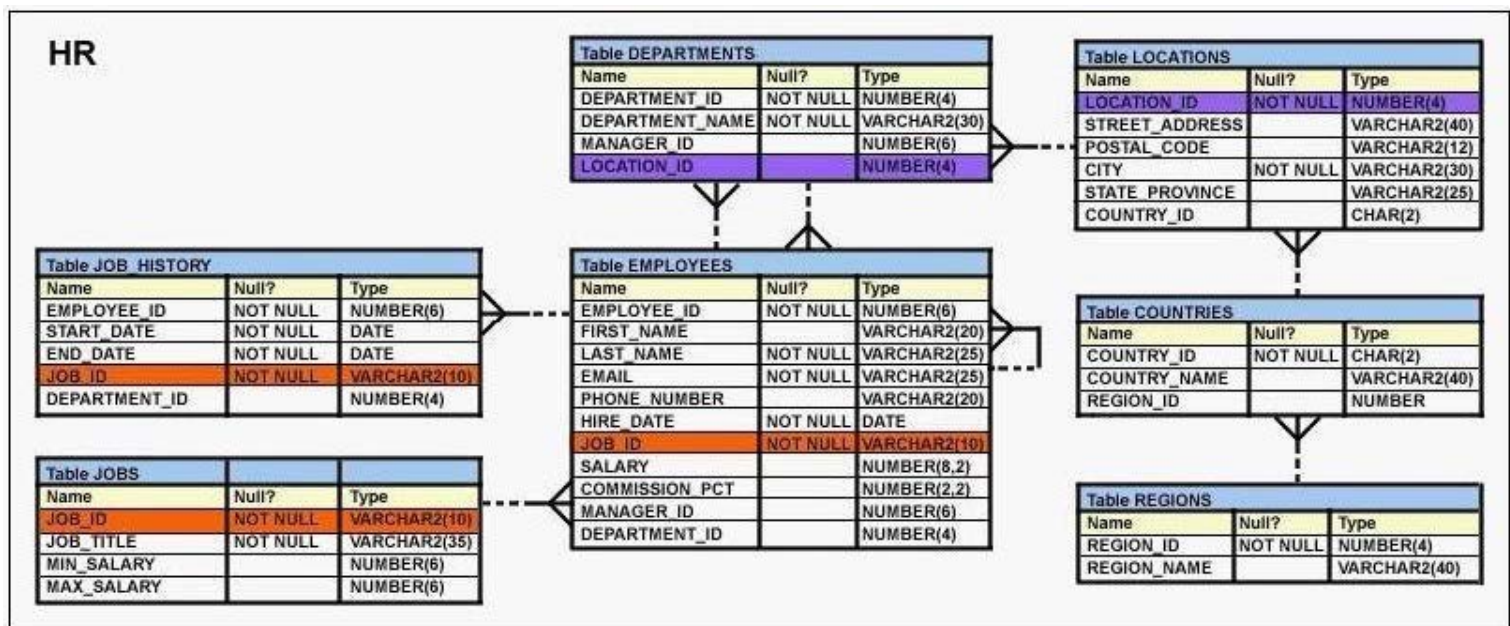 HR
Table DEPARTMENTS
Name Null? Type
DEPARTMENT_ID NOT NULL NUMBER(4)
DEPARTMENT_NAME NOT NULL VARCHAR2(30)
MANAGER_ID NUMBER(6)
LOCATION_ID NUMBER(4)
Table LOCATIONS
Name Null? Type
LOCATION_ID NOT NULL NUMBER(4)
STREET_ADDRESS VARCHAR2(40)
POSTAL_CODE VARCHAR2(12)
CITY NOT NULL VARCHAR2(30)
STATE_PROVINCE VARCHAR2(25)
COUNTRY_ID CHAR(2)
Table JOB_HISTORY
Name Null? Type
EMPLOYEE_ID NOT NULL NUMBER(6)
START_DATE NOT NULL DATE
END_DATE NOT NULL DATE
JOB_ID NOT NULL VARCHAR2(10)
DEPARTMENT_ID NUMBER(4)
Table EMPLOYEES
Name Null? Type
EMPLOYEE_ID NOT NULL NUMBER(6)
FIRST_NAME VARCHAR2(20)
LAST_NAME NOT NULL VARCHAR2(25)
EMAIL NOT NULL VARCHAR2(25)
PHONE_NUMBER VARCHAR2(20)
HIRE_DATE NOT NULL DATE
JOB_ID NOT NULL VARCHAR2(10)
SALARY NUMBER(8,2)
COMMISSION_PCT NUMBER(2,2)
MANAGER_ID NUMBER(6)
DEPARTMENT_ID NUMBER(4)
Table COUNTRIES
Name Null? Type
COUNTRY_ID NOT NULL CHAR(2)
COUNTRY_NAME VARCHAR2(40)
REGION_ID NUMBER
Table JOBS
Name Null? Type
JOB_ID NOT NULL VARCHAR2(10)
JOB_TITLE NOT NULL VARCHAR2(35)
MIN_SALARY NUMBER(6)
MAX_SALARY NUMBER(6)
Table REGIONS
Name Null? Type
REGION_ID NOT NULL NUMBER(4)
REGION_NAME VARCHAR2(40)